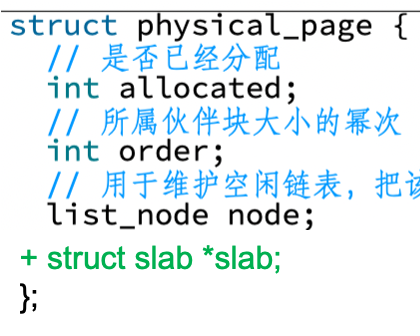 struct physical_page {
// 是否已经分配
int allocated;
// 所属伙伴块大小的幂次
int order;
// 用于维护空闲链表，把该
list_node node;
+ struct slab *slab;
};